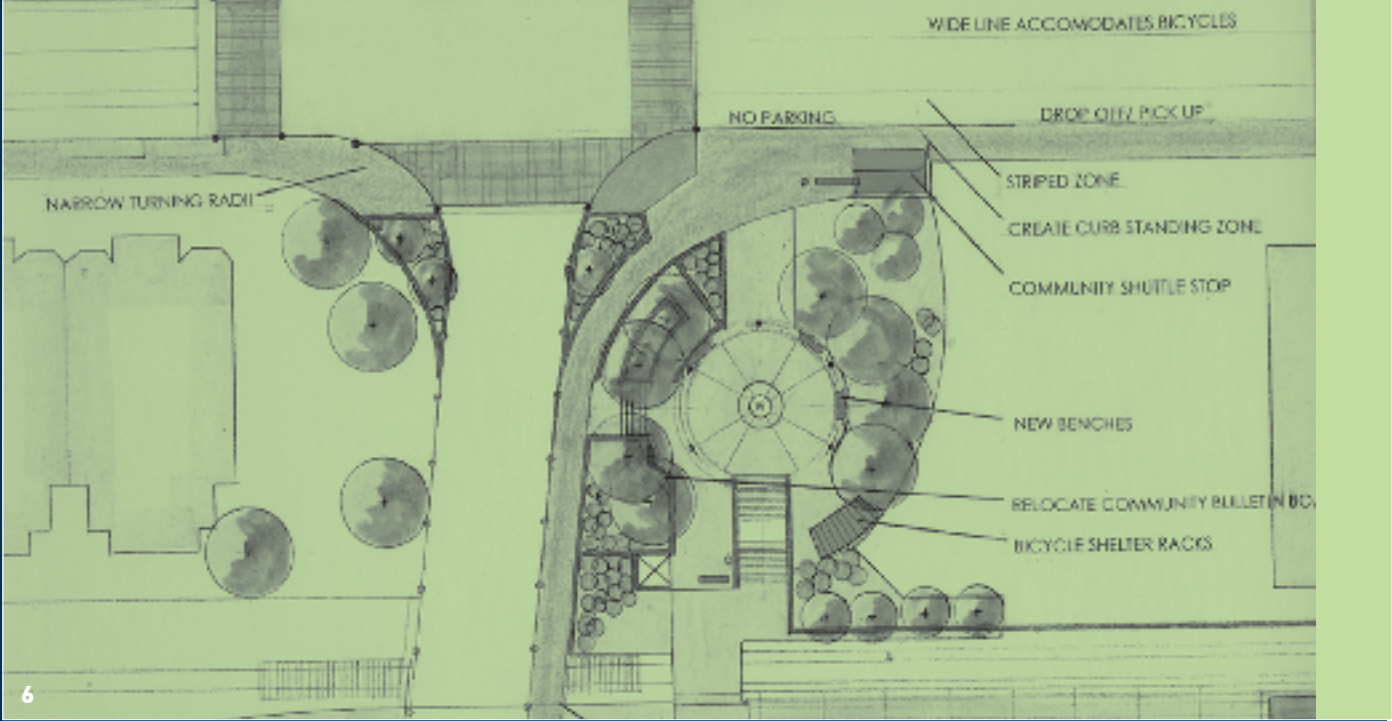 WIDE LINE ACCOMODATES BICYCLES
NO PARKING
DROP OFF/ PICK UP
STRIPED ZONE
NARROW TURNING RADII
CREATE CURB STANDING ZONE
COMMUNITY SHUTTLE STOP
NEW BENCHES
RELOCATE COMMUNITY BULLETIN BO
BICYCLE SHELTER RACKS
6